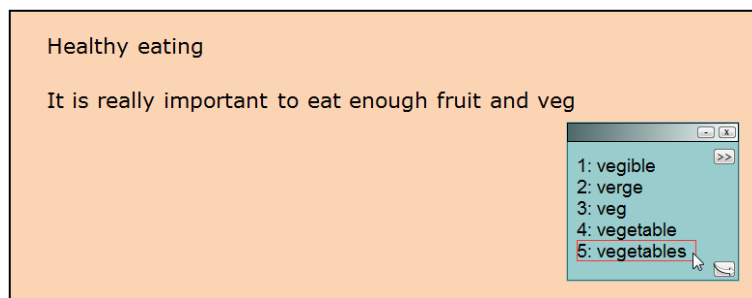 Healthy eating
It is really important to eat enough fruit and veg
- x
>>
1: vegible
2: verge
3: veg
4: vegetable
5: vegetables